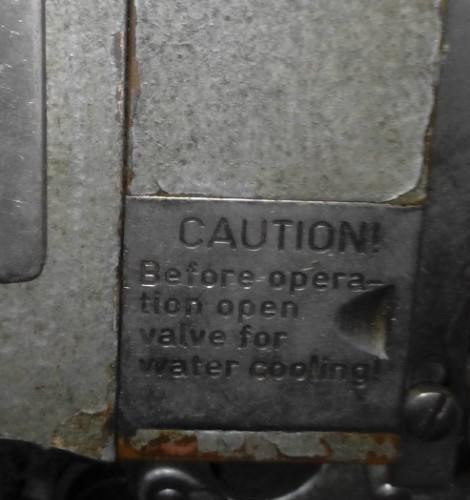 CAUTION!
Before opera-
tion open
valve for
water cooling!